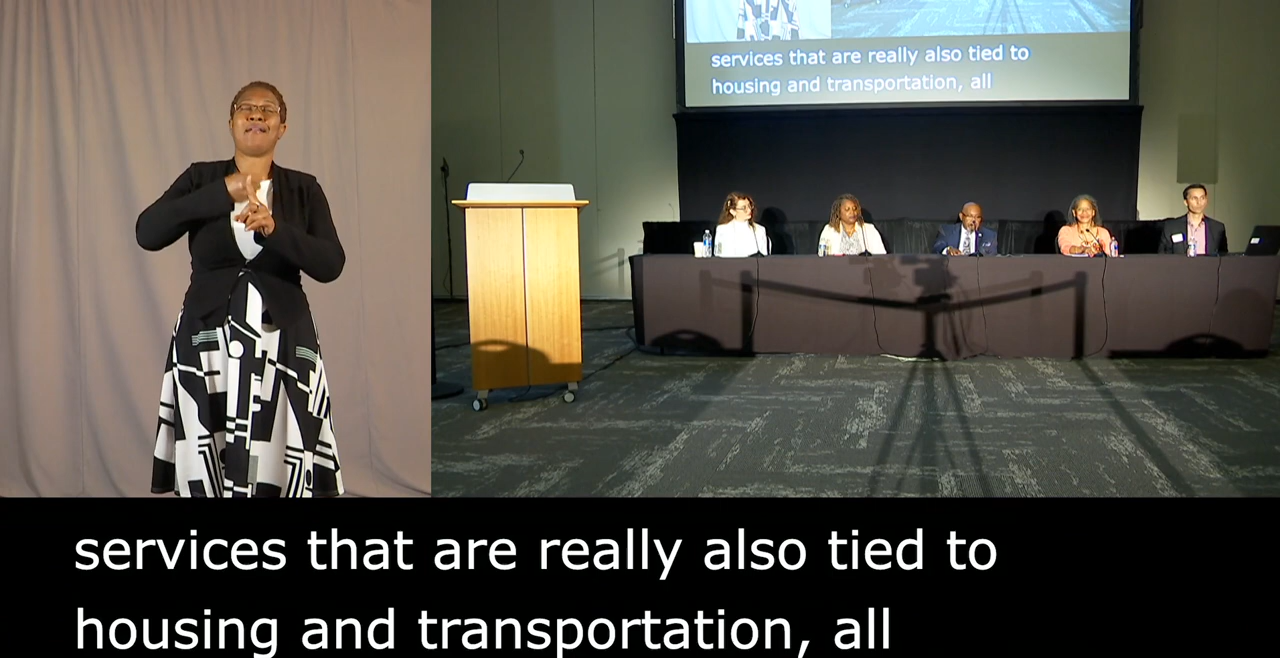 services that are really also tied to
housing and transportation, all
services that are really also tied to
housing and transportation, all